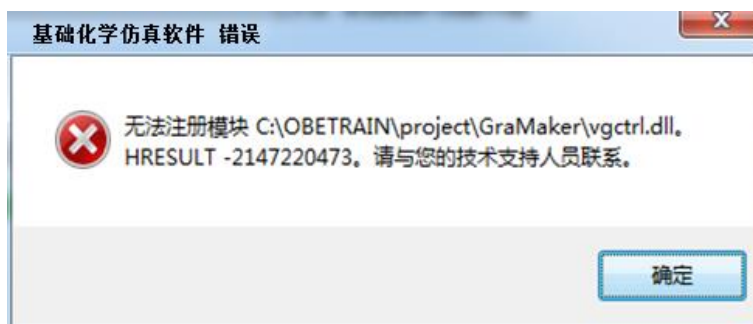 基础化学仿真软件 错误
无法注册模块 C:\OBETRAIN\project\GraMaker\vgctrl.dll。
HRESULT -2147220473。请与您的技术支持人员联系。
确定